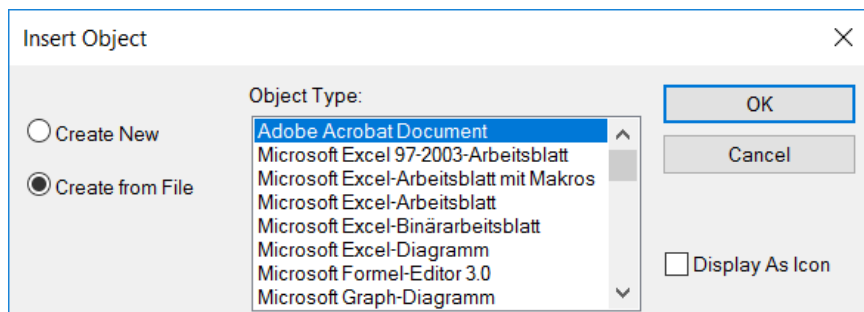 Insert Object
Create New
Create from File
Object Type:
Adobe Acrobat Document
Microsoft Excel 97-2003-Arbeitsblatt
Microsoft Excel-Arbeitsblatt mit Makros
Microsoft Excel-Arbeitsblatt
Microsoft Excel-Binärarbeitsblatt
Microsoft Excel-Diagramm
Microsoft Formel-Editor 3.0
Microsoft Graph-Diagramm
OK
Cancel
Display As Icon